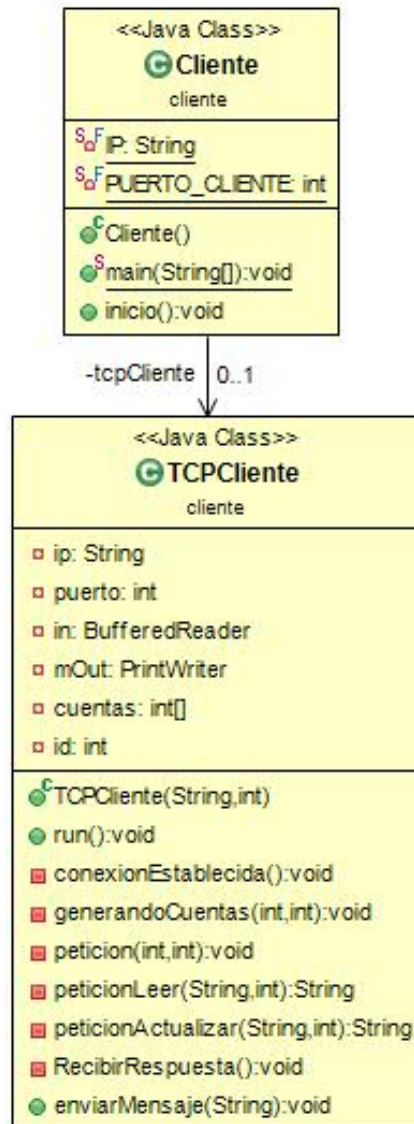 <<Java Class>>
Cliente
cliente
S F IP: String
S F PUERTO_CLIENTE: int
C Cliente()
S main(String[]):void
inicio():void
-tcpCliente 0..1
<<Java Class>>
C TCPCliente
cliente
ip: String
puerto: int
in: BufferedReader
mOut: PrintWriter
cuentas: int[]
id: int
C TCPCliente(String,int)
run():void
conexionEstablecida():void
generandoCuentas(int,int):void
peticion(int,int):void
peticionLeer(String,int):String
peticionActualizar(String,int):String
RecibirRespuesta():void
enviarMensaje(String):void